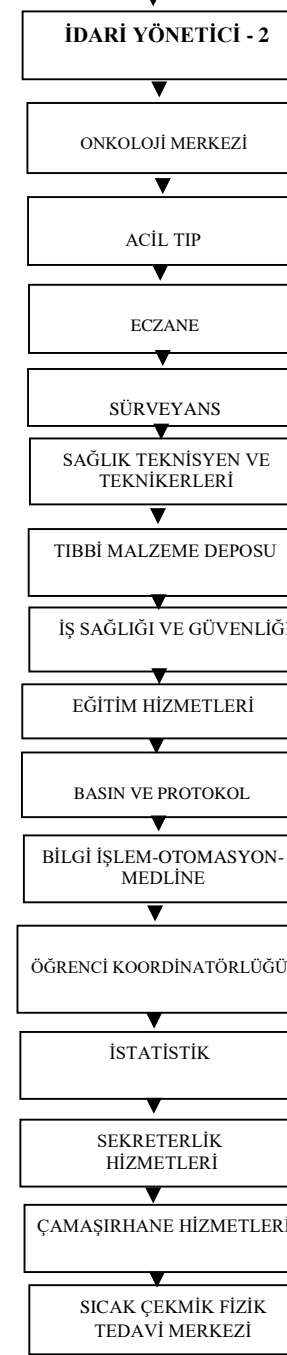 İDARİ YÖNETİCİ - 2
ONKOLOJİ MERKEZİ
ACİL TIP
ECZANE
SÜRVEYANS
SAĞLIK TEKNİSYEN VE
TEKNİKERLERİ
TIBBİ MALZEME DEPOSU
İŞ SAĞLIĞI VE GÜVENLİĞİ
EĞİTİM HİZMETLERİ
BASIN VE PROTOKOL
BİLGİ İŞLEM-OTOMASYON-
MEDLİNE
ÖĞRENCİ KOORDİNATÖRLÜĞÜ
İSTATİSTİK
SEKRETERLİK
HİZMETLERİ
ÇAMAŞIRHANE HİZMETLERİ
SICAK ÇEKMİK FİZİK
TEDAVİ MERKEZİ